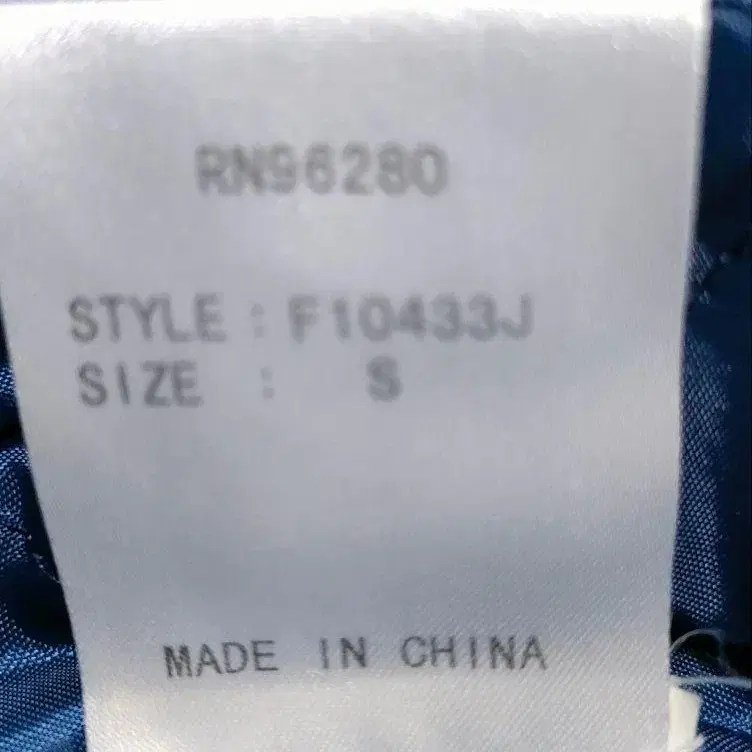 RN96280
STYLE : F10433J
SIZE : S
MADE IN CHINA